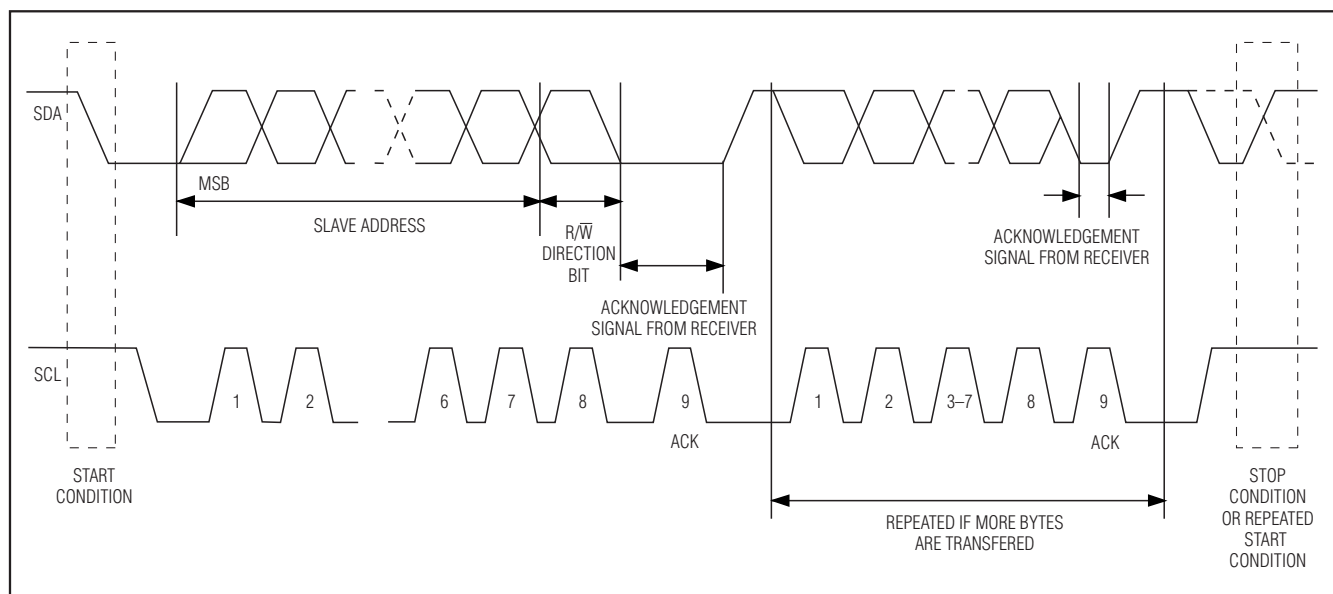 SDA
MSB
SLAVE ADDRESS
R/W̅
DIRECTION
BIT
ACKNOWLEDGEMENT
SIGNAL FROM RECEIVER
ACKNOWLEDGEMENT
SIGNAL FROM RECEIVER
SCL
1 2 6 7 8 9 1 2 3–7 8 9
ACK ACK
START
CONDITION
REPEATED IF MORE BYTES
ARE TRANSFERED
STOP
CONDITION
OR REPEATED
START
CONDITION